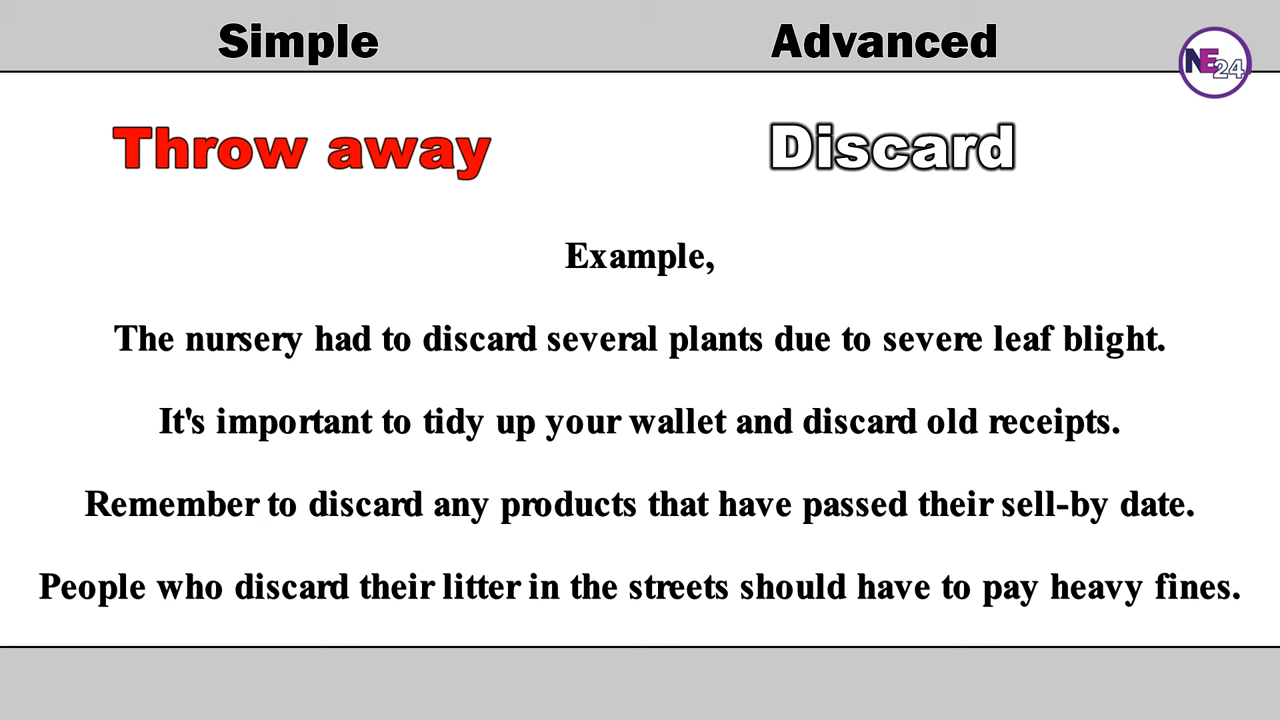 Simple Advanced
NE24
Throw away Discard
Example,
The nursery had to discard several plants due to severe leaf blight.
It's important to tidy up your wallet and discard old receipts.
Remember to discard any products that have passed their sell-by date.
People who discard their litter in the streets should have to pay heavy fines.